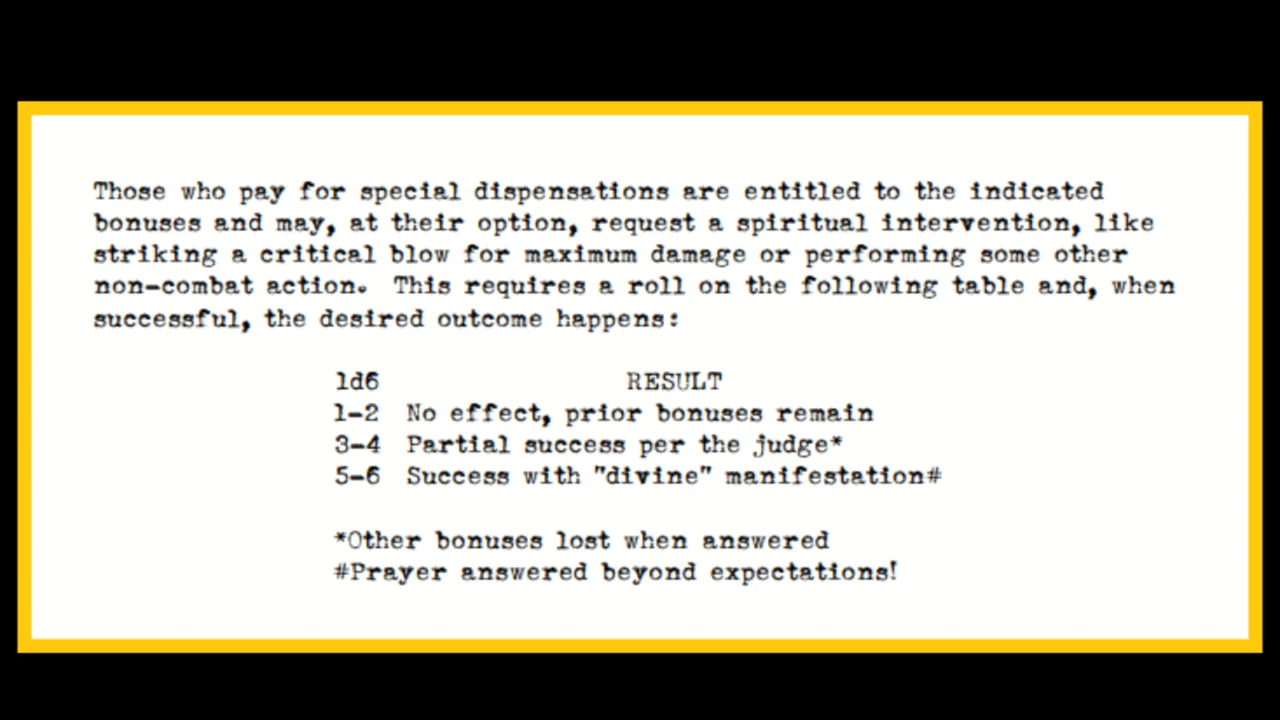 Those who pay for special dispensations are entitled to the indicated
bonuses and may, at their option, request a spiritual intervention, like
striking a critical blow for maximum damage or performing some other
non-combat action.  This requires a roll on the following table and, when
successful, the desired outcome happens:
1d6 RESULT
1-2 No effect, prior bonuses remain
3-4 Partial success per the judge*
5-6 Success with "divine" manifestation#
*Other bonuses lost when answered
#Prayer answered beyond expectations!